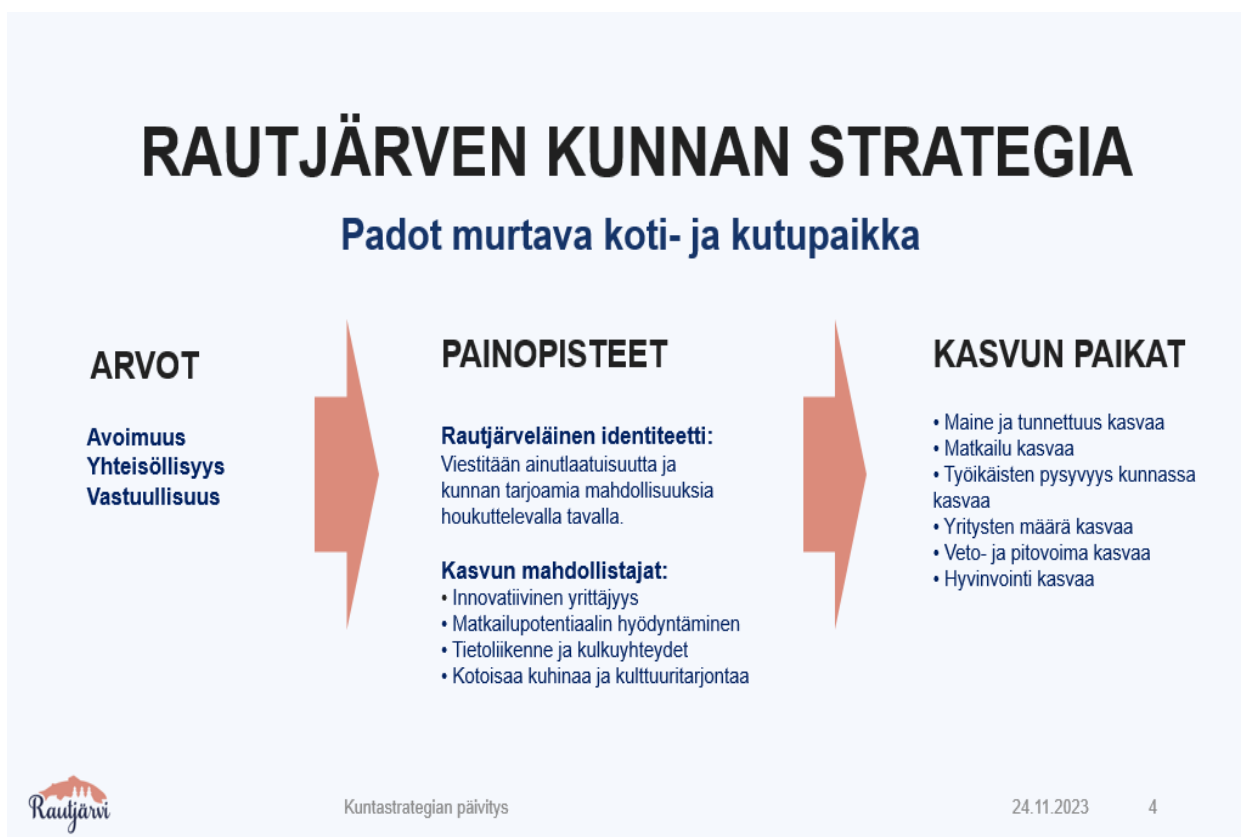 RAUTJÄRVEN KUNNAN STRATEGIA
Padot murtava koti- ja kutupaikka
ARVOT
Avoimuus
Yhteisöllisyys
Vastuullisuus
PAINOPISTEET
Rautjärveläinen identiteetti:
Viestitään ainutlaatuisuutta ja
kunnan tarjoamia mahdollisuuksia
houkuttelevalla tavalla.
Kasvun mahdollistajat:
• Innovatiivinen yrittäjyys
• Matkailupotentiaalin hyödyntäminen
• Tietoliikenne ja kulkuyhteydet
• Kotoisaa kuhinaa ja kulttuuritarjontaa
KASVUN PAIKAT
• Maine ja tunnettuus kasvaa
• Matkailu kasvaa
• Työikäisten pysyvyys kunnassa
kasvaa
• Yritysten määrä kasvaa
• Veto- ja pitovoima kasvaa
• Hyvinvointi kasvaa
Rautjärvi
Kuntastrategian päivitys
24.11.2023
4